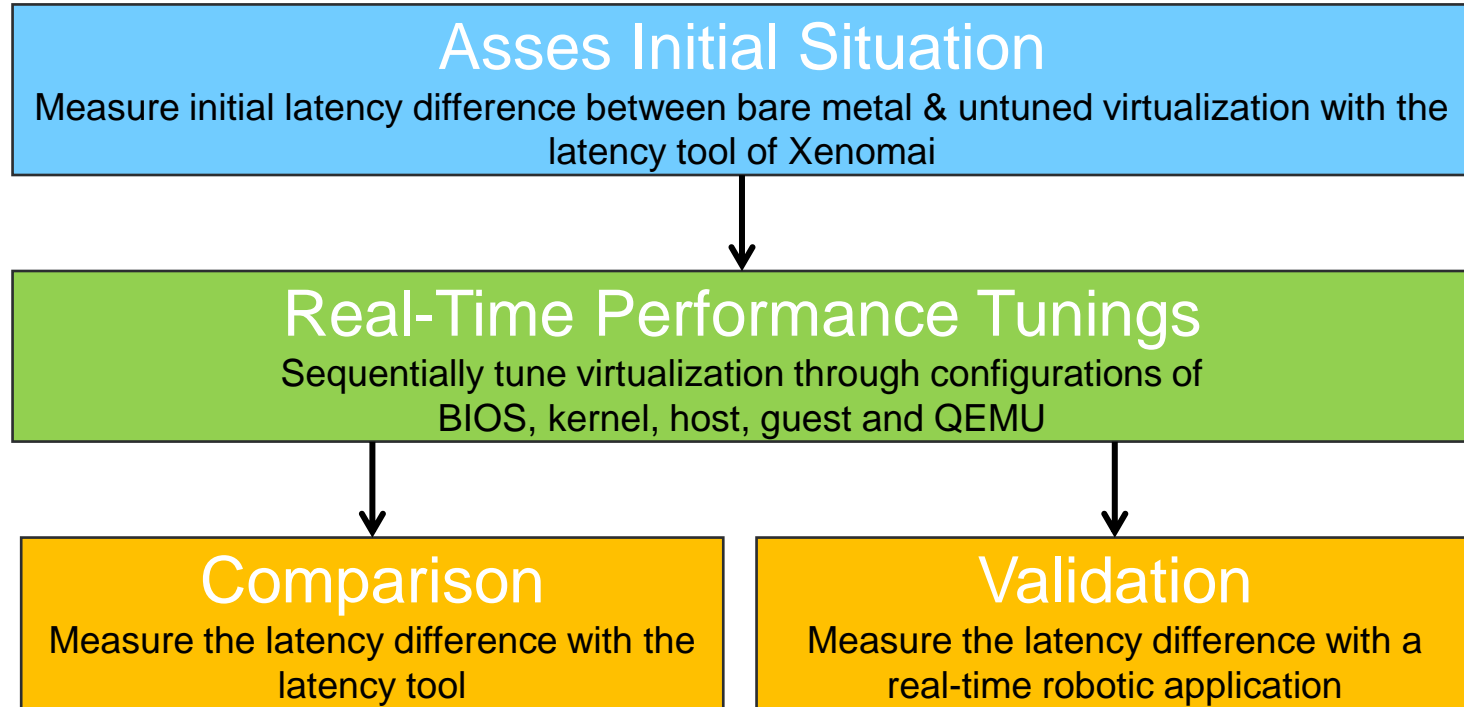 Asses Initial Situation
Measure initial latency difference between bare metal & untuned virtualization with the
latency tool of Xenomai
Real-Time Performance Tunings
Sequentially tune virtualization through configurations of
BIOS, kernel, host, guest and QEMU
Comparison
Measure the latency difference with the
latency tool
Validation
Measure the latency difference with a
real-time robotic application